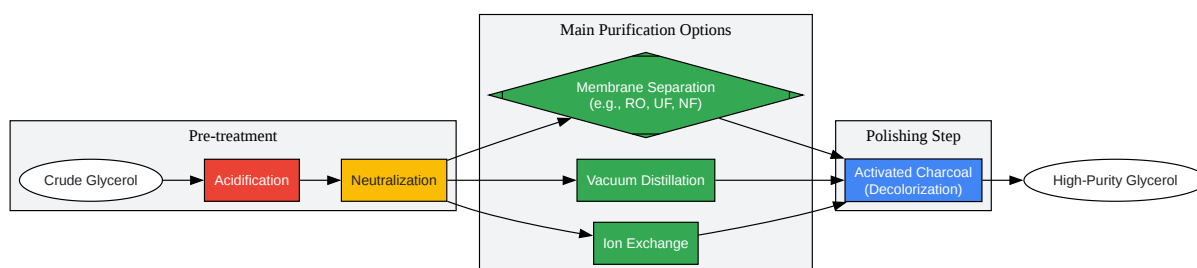 Main Purification Options
Membrane Separation
(e.g., RO, UF, NF)
Pre-treatment
Polishing Step
Crude Glycerol
Acidification
Neutralization
Vacuum Distillation
Activated Charcoal
(Decolorization)
High-Purity Glycerol
Ion Exchange